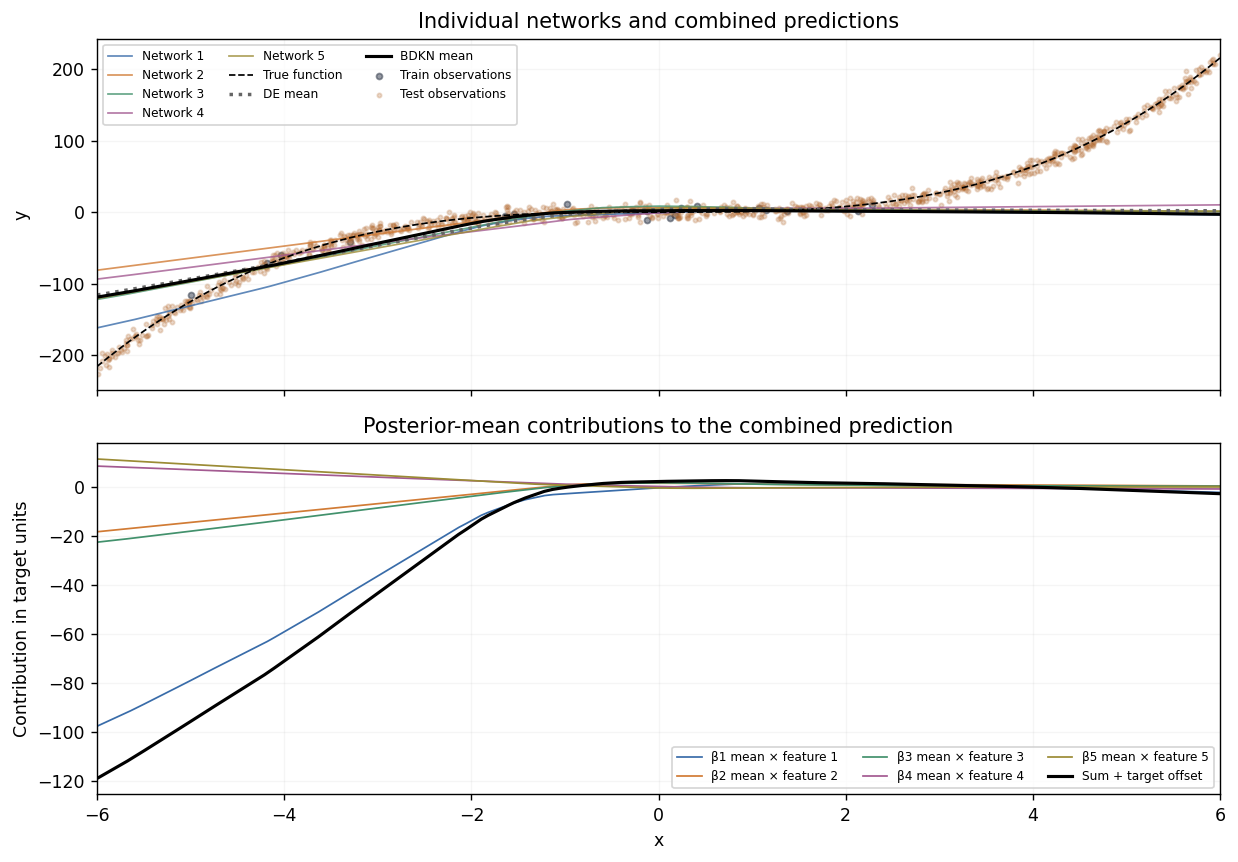 Individual networks and combined predictions
Network 1
Network 2
Network 3
Network 4
Network 5
True function
DE mean
BDKN mean
Train observations
Test observations
200
100
0
−100
−200
y
Posterior-mean contributions to the combined prediction
0
−20
−40
−60
−80
−100
−120
Contribution in target units
β1 mean × feature 1
β2 mean × feature 2
β3 mean × feature 3
β4 mean × feature 4
β5 mean × feature 5
Sum + target offset
−6 −4 −2 0 2 4 6
x